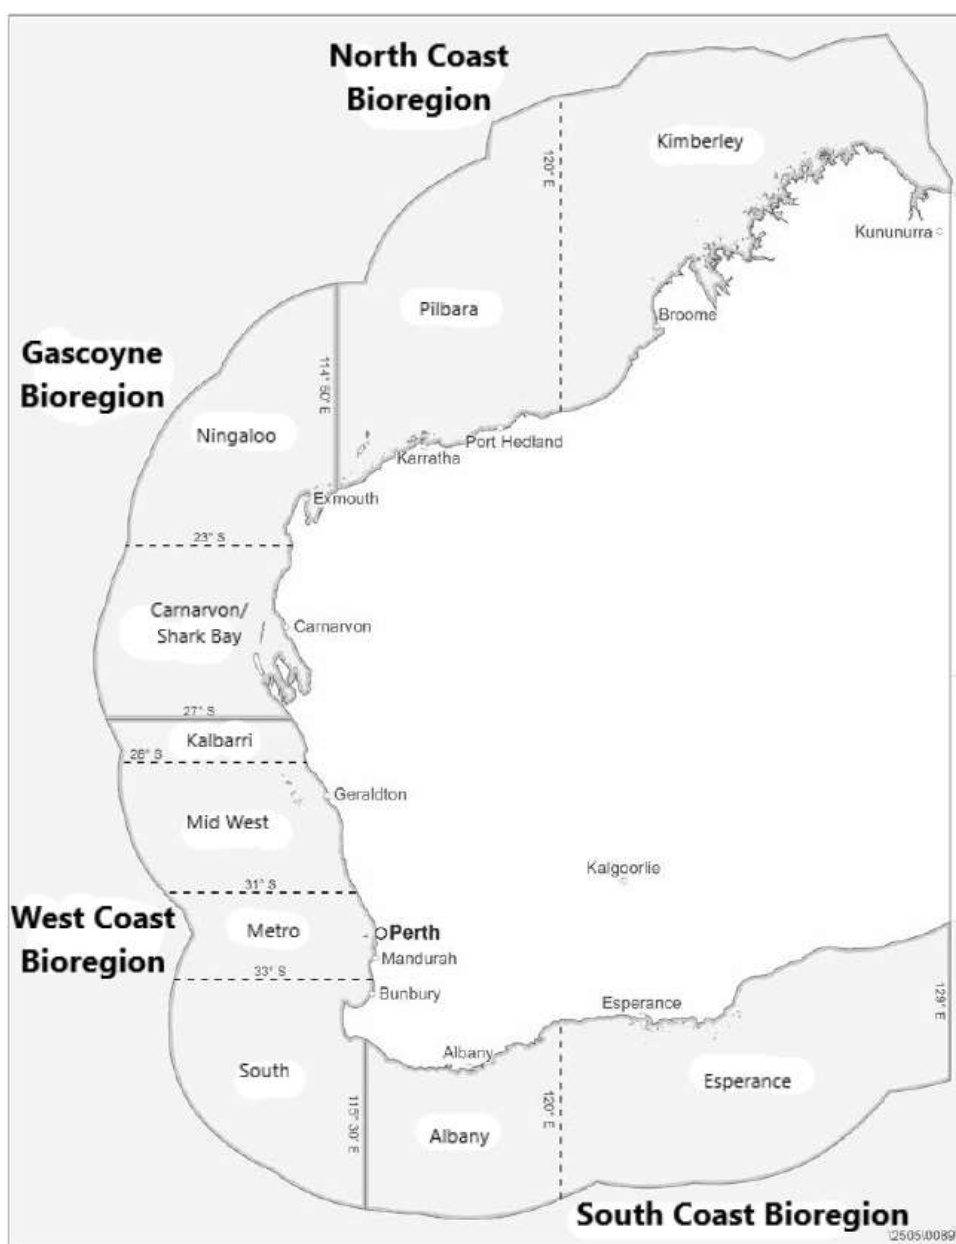 North Coast
Bioregion
Kimberley
120° E
Kununurra
Pilbara
Broome
Gascoyne
Bioregion
114° 50' E
Ningaloo
Port Hedland
Karratha
Exmouth
23° S
Carnarvon/
Shark Bay
Carnarvon
27° S
Kalbarri
28° S
Geraldton
Mid West
Kalgoorlie
31° S
West Coast
Bioregion
Metro
Perth
Mandurah
33° S
Bunbury
Esperance
129° E
Albany
South
Esperance
115° 30' E
120° E
Albany
South Coast Bioregion
\2505\0089